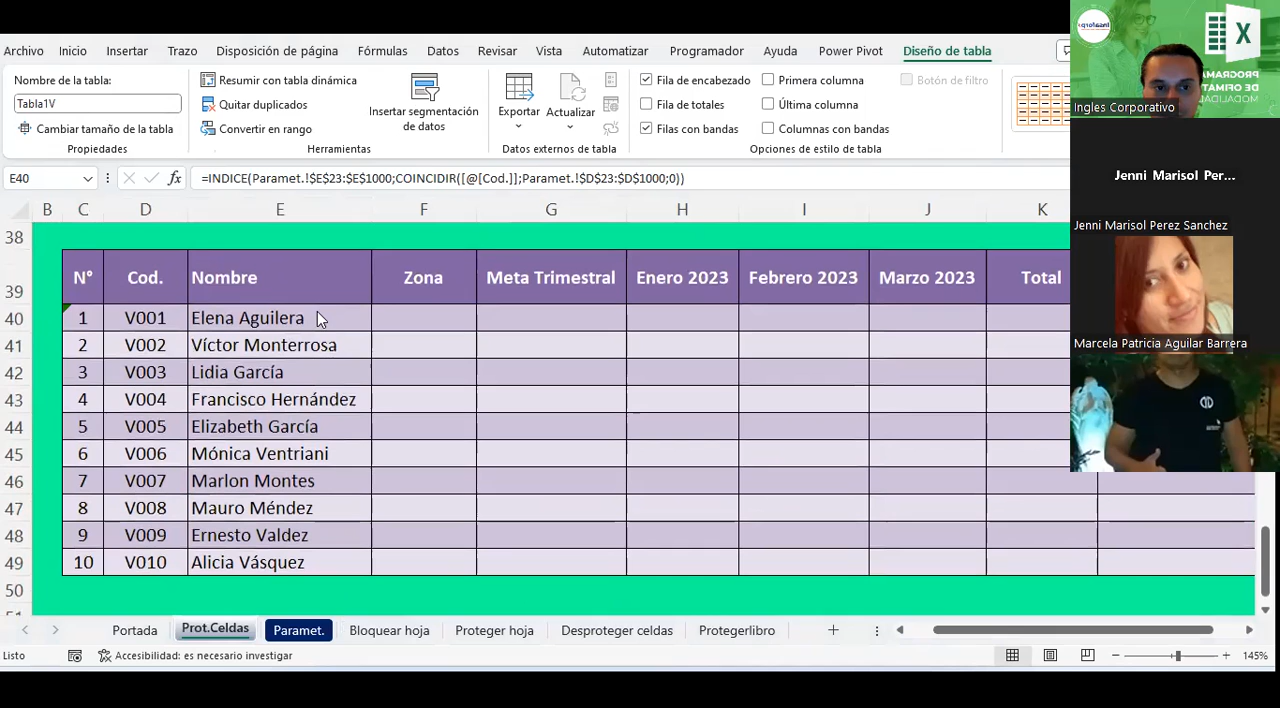 Archivo Inicio Insertar Trazo Disposición de página Fórmulas Datos Revisar Vista Automatizar Programador Ayuda Power Pivot Diseño de tabla
Nombre de la tabla:
Tabla1V
Cambiar tamaño de la tabla
Propiedades
Resumir con tabla dinámica
Quitar duplicados
Convertir en rango
Insertar segmentación
de datos
Herramientas
Exportar
Actualizar
Datos externos de tabla
Fila de encabezado
Primera columna
Botón de filtro
Fila de totales
Última columna
Filas con bandas
Columnas con bandas
Opciones de estilo de tabla
E40
fx
=INDICE(Paramet.!$E$23:$E$1000;COINCIDIR([@[Cod.]];Paramet.!$D$23:$D$1000;0))
B C D E F G H I J K
38
39 N° Cod. Nombre Zona Meta Trimestral Enero 2023 Febrero 2023 Marzo 2023 Total
40 1 V001 Elena Aguilera
41 2 V002 Víctor Monterrosa
42 3 V003 Lidia García
43 4 V004 Francisco Hernández
44 5 V005 Elizabeth García
45 6 V006 Mónica Ventriani
46 7 V007 Marlon Montes
47 8 V008 Mauro Méndez
48 9 V009 Ernesto Valdez
49 10 V010 Alicia Vásquez
50
Portada Prot.Celdas Paramet. Bloquear hoja Proteger hoja Desproteger celdas Protegerlibro
Listo
Accesibilidad: es necesario investigar
145%
PROGRAMA
DE OFIMAT
MODALIDAD
X
Ingles Corporativo
Jenni Marisol Per...
Jenni Marisol Perez Sanchez
Marcela Patricia Aguilar Barrera